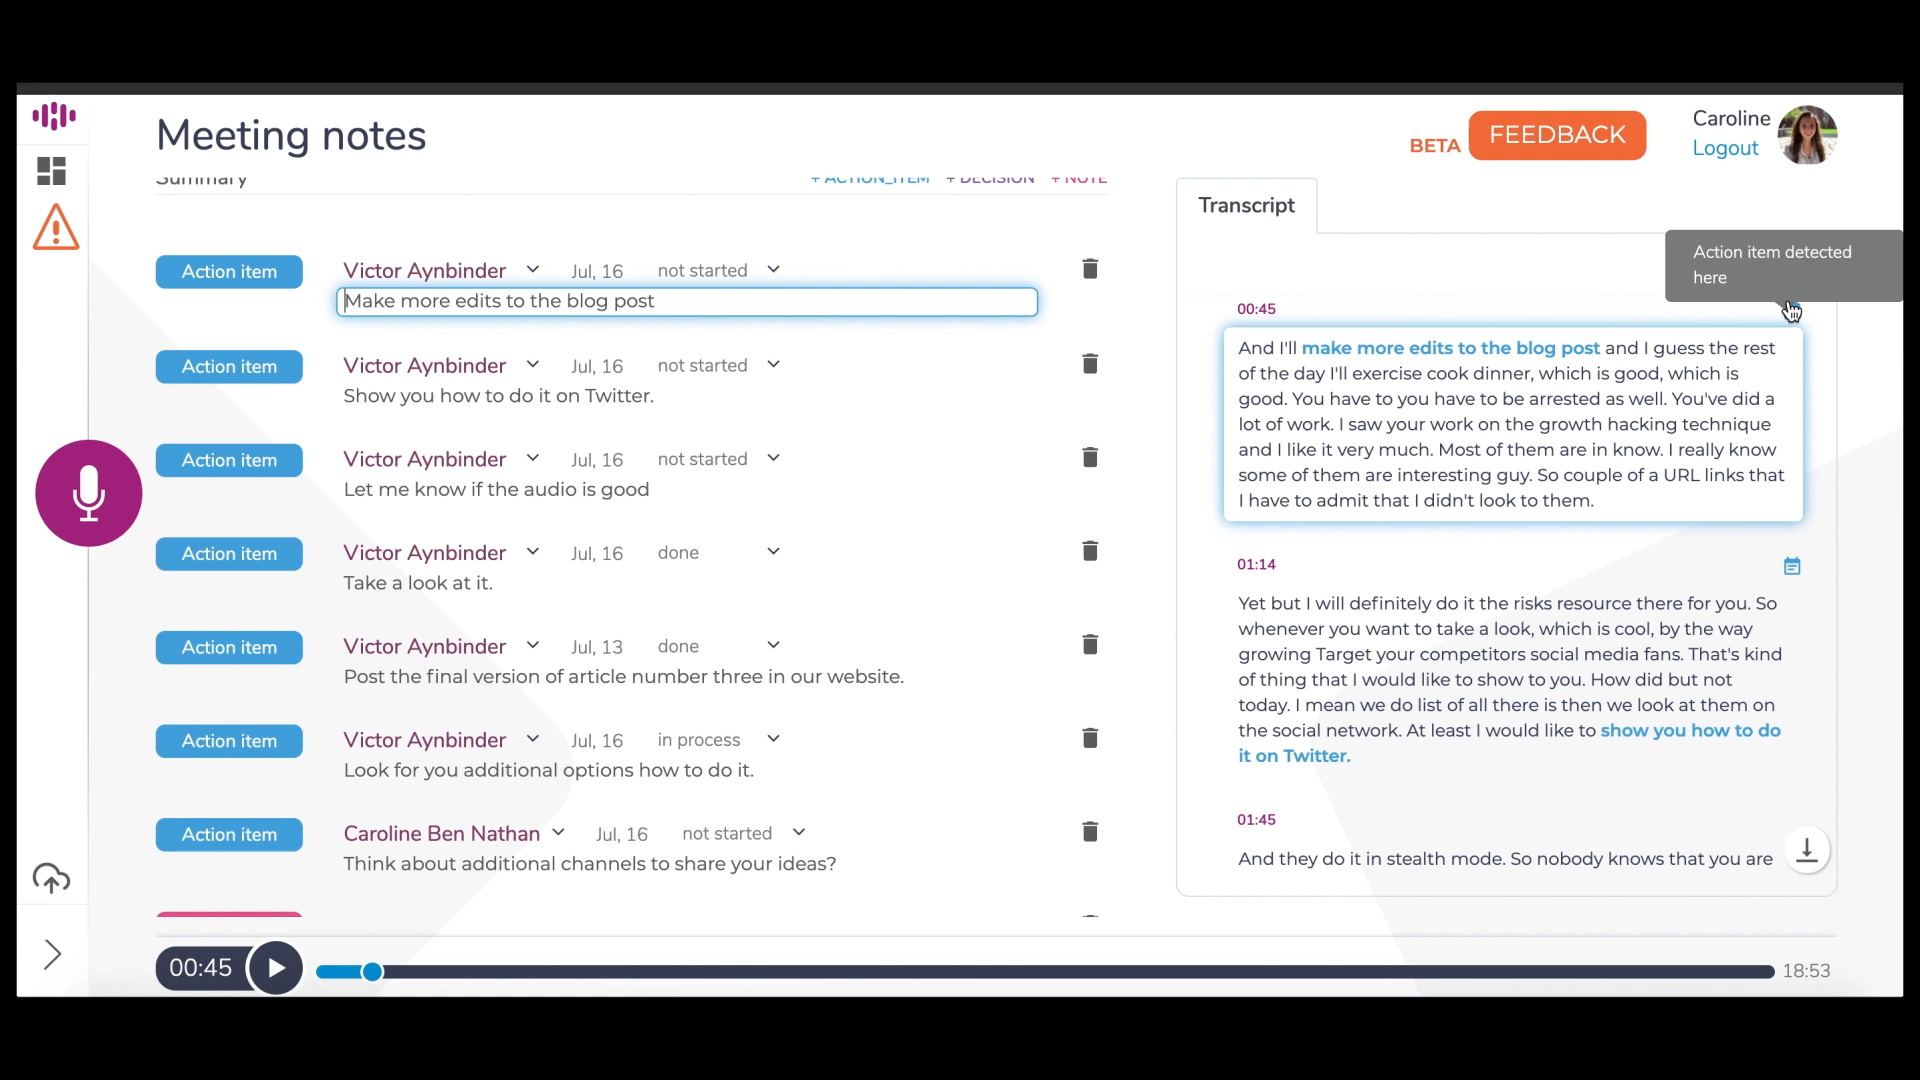 Meeting notes
BETA
FEEDBACK
Caroline
Logout
Summary
+ ACTION_ITEM + DECISION + NOTE
Action item
Victor Aynbinder
Jul, 16
not started
Make more edits to the blog post
Action item
Victor Aynbinder
Jul, 16
not started
Show you how to do it on Twitter.
Action item
Victor Aynbinder
Jul, 16
not started
Let me know if the audio is good
Action item
Victor Aynbinder
Jul, 16
done
Take a look at it.
Action item
Victor Aynbinder
Jul, 13
done
Post the final version of article number three in our website.
Action item
Victor Aynbinder
Jul, 16
in process
Look for you additional options how to do it.
Action item
Caroline Ben Nathan
Jul, 16
not started
Think about additional channels to share your ideas?
Transcript
Action item detected
here
00:45
And I'll make more edits to the blog post and I guess the rest
of the day I'll exercise cook dinner, which is good, which is
good. You have to you have to be arrested as well. You've did a
lot of work. I saw your work on the growth hacking technique
and I like it very much. Most of them are in know. I really know
some of them are interesting guy. So couple of a URL links that
I have to admit that I didn't look to them.
01:14
Yet but I will definitely do it the risks resource there for you. So
whenever you want to take a look, which is cool, by the way
growing Target your competitors social media fans. That's kind
of thing that I would like to show to you. How did but not
today. I mean we do list of all there is then we look at them on
the social network. At least I would like to show you how to do
it on Twitter.
01:45
And they do it in stealth mode. So nobody knows that you are
00:45
18:53